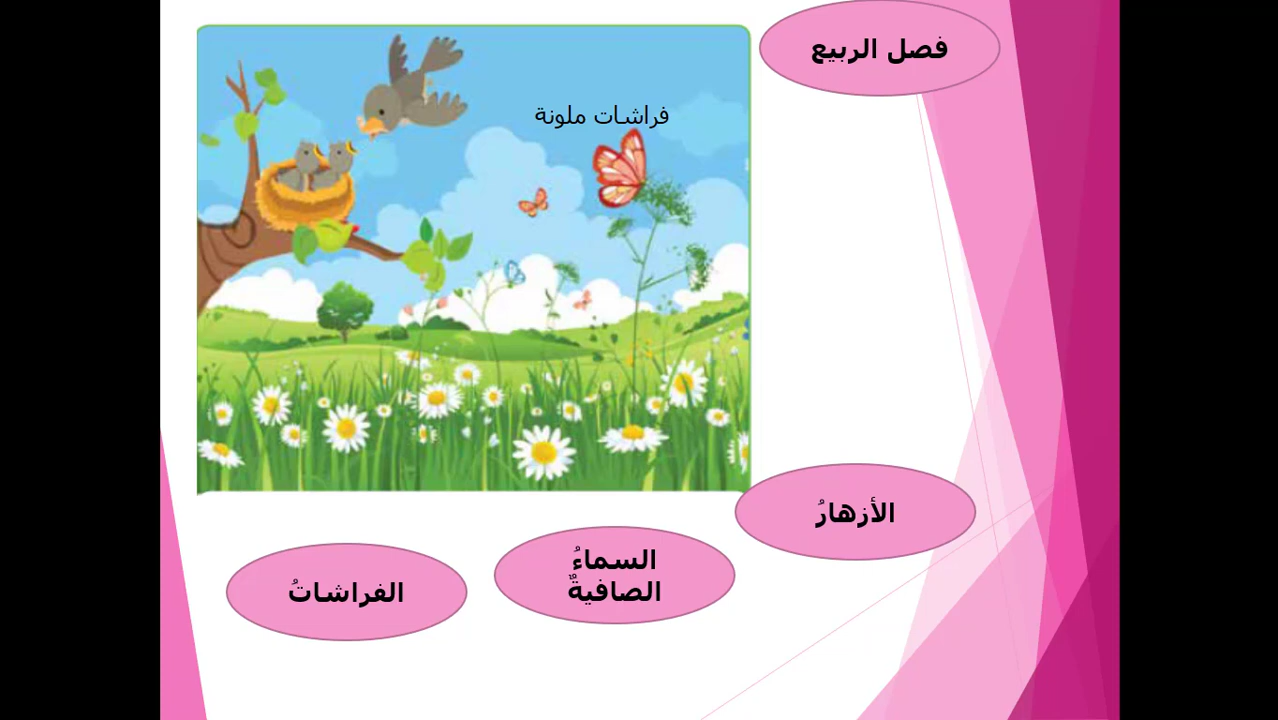 فصل الربيع
فراشات ملونة
الأزهارُ
السماءُ
الصافيةٌ
الفراشاتُ